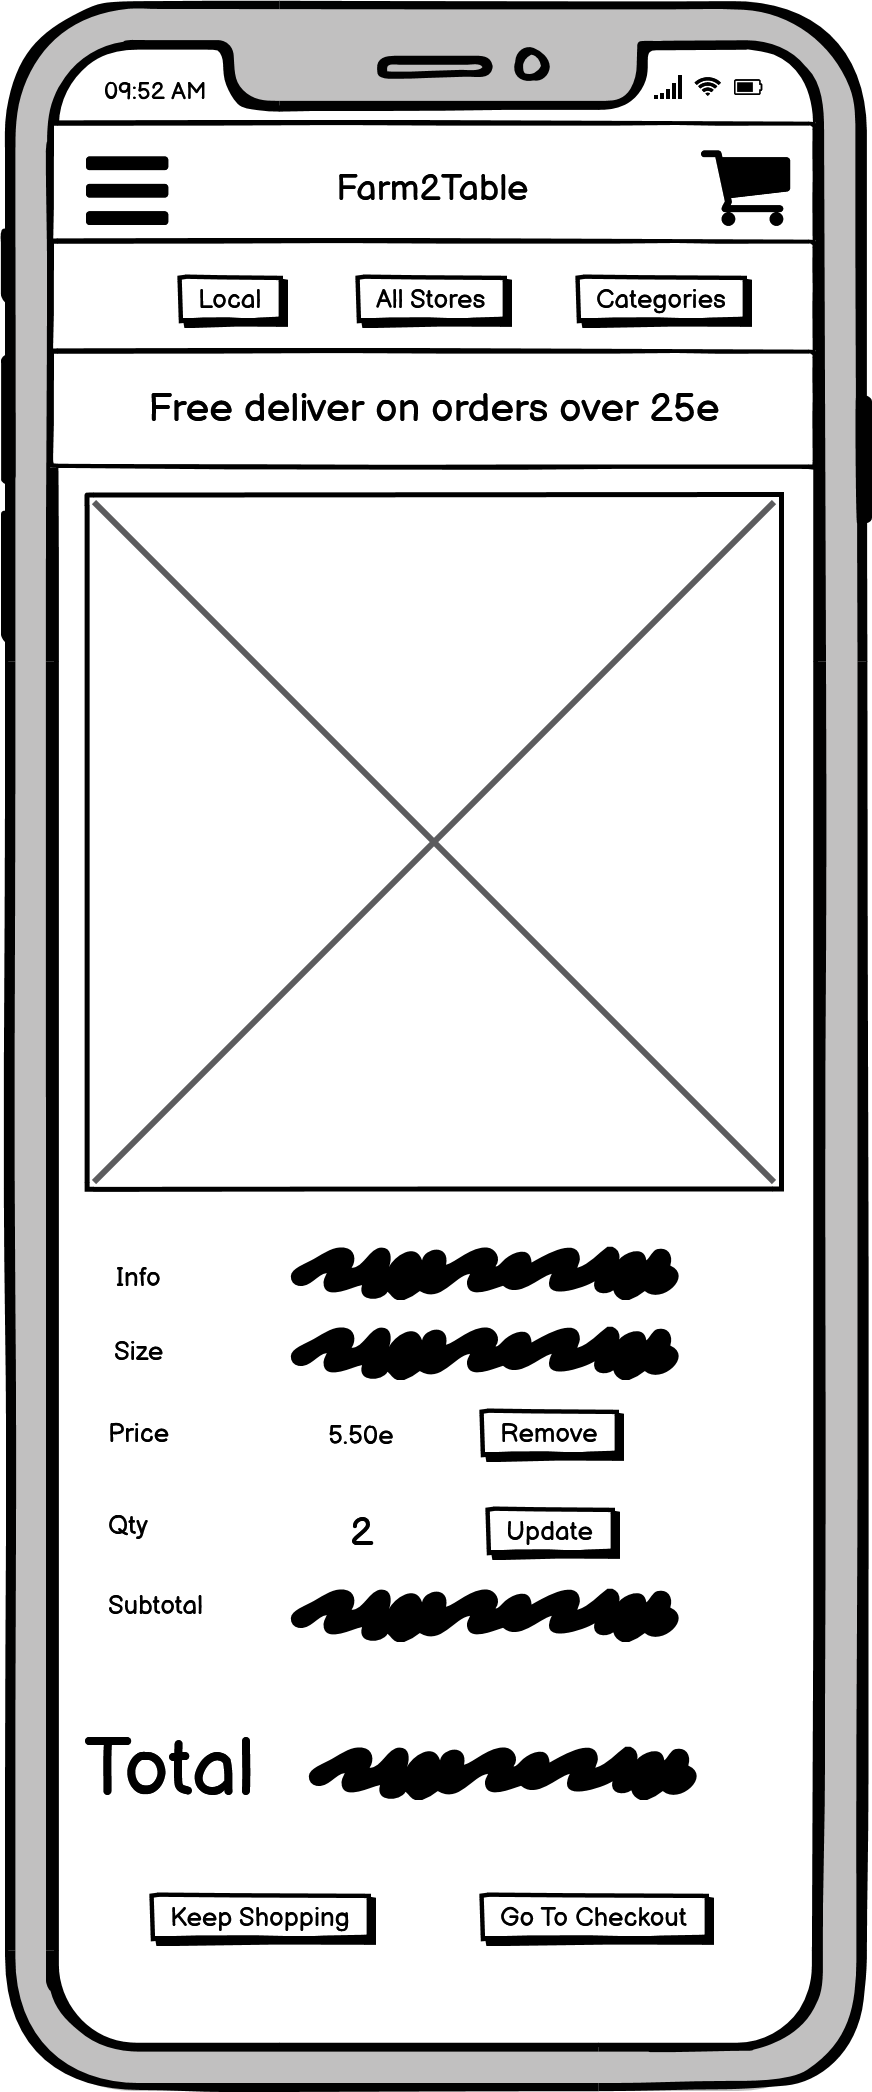 09:52 AM
Farm2Table
Local All Stores Categories
Free deliver on orders over 25e
Info
Size
Price 5.50e Remove
Qty 2 Update
Subtotal
Total
Keep Shopping Go To Checkout